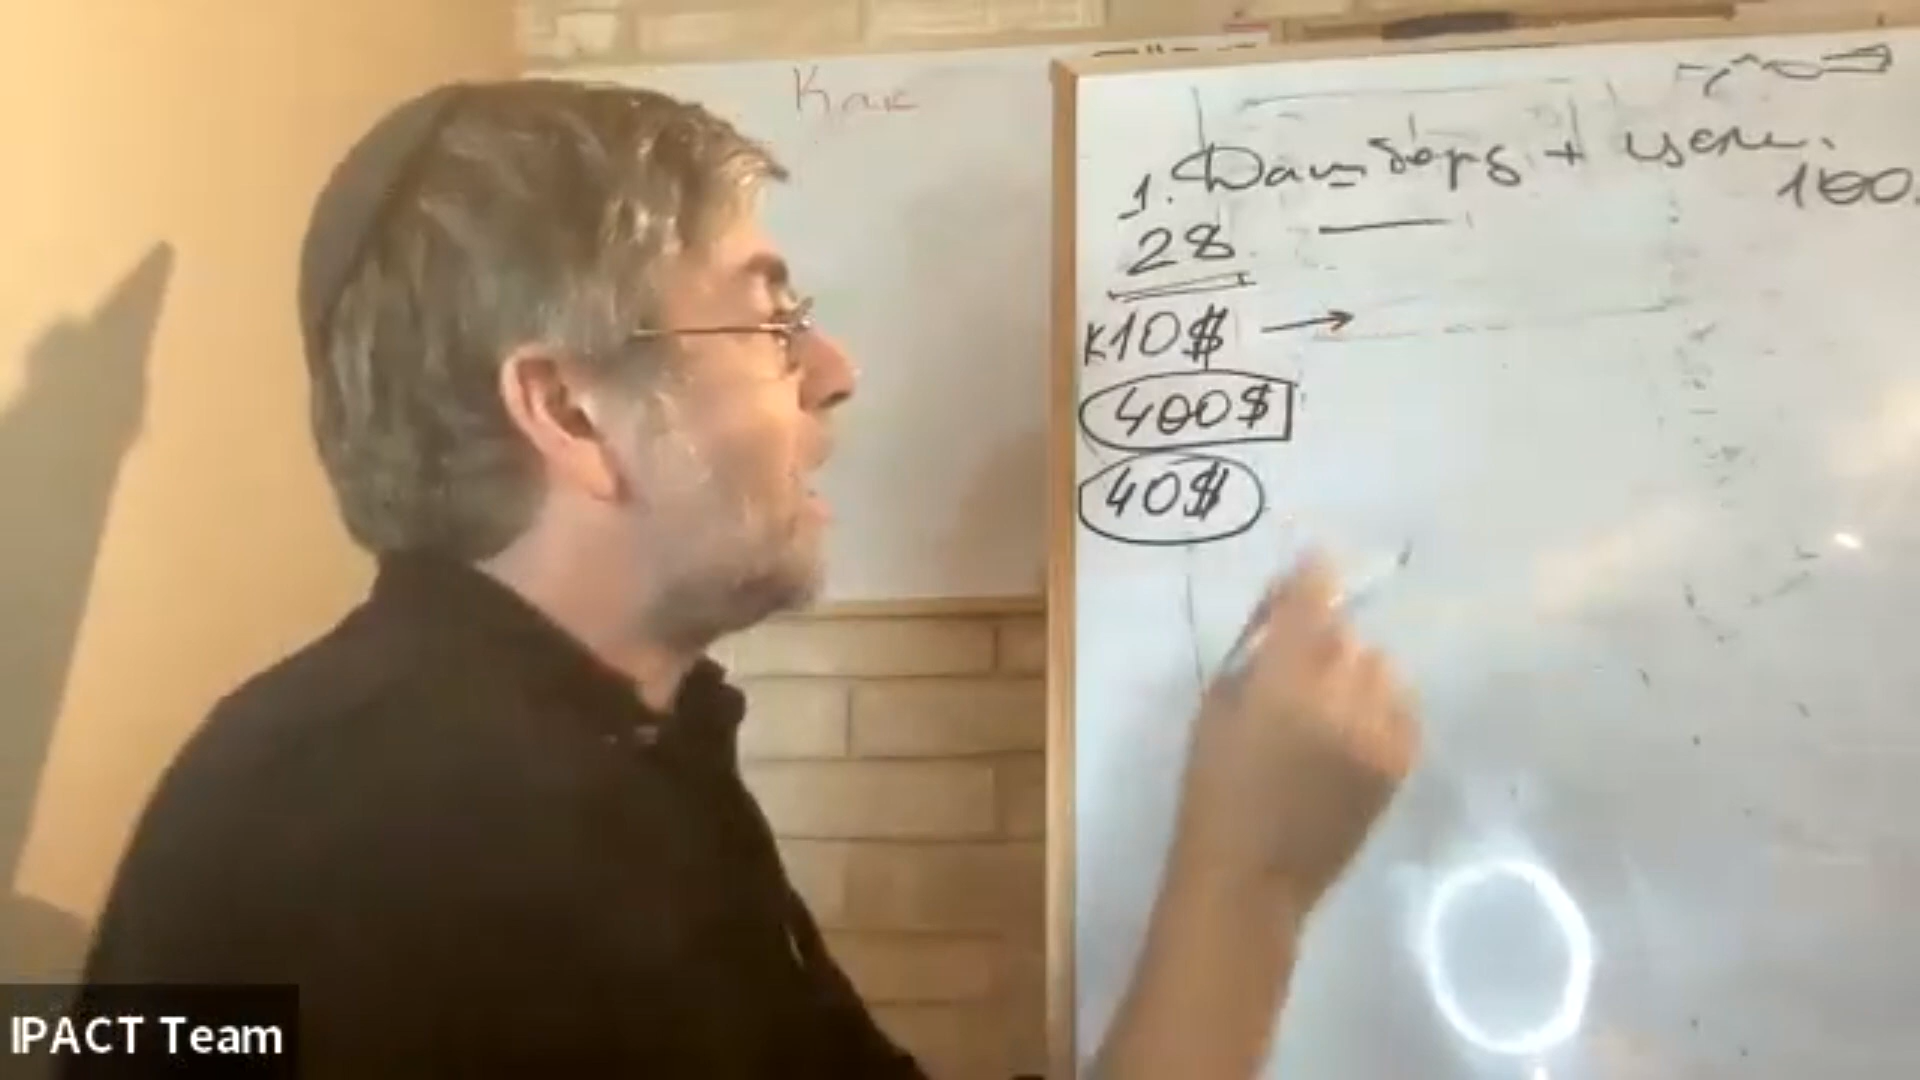 Как
1. Дашборд + цели.
100.
28 —
К10$ →
400$
40$
IPACT Team